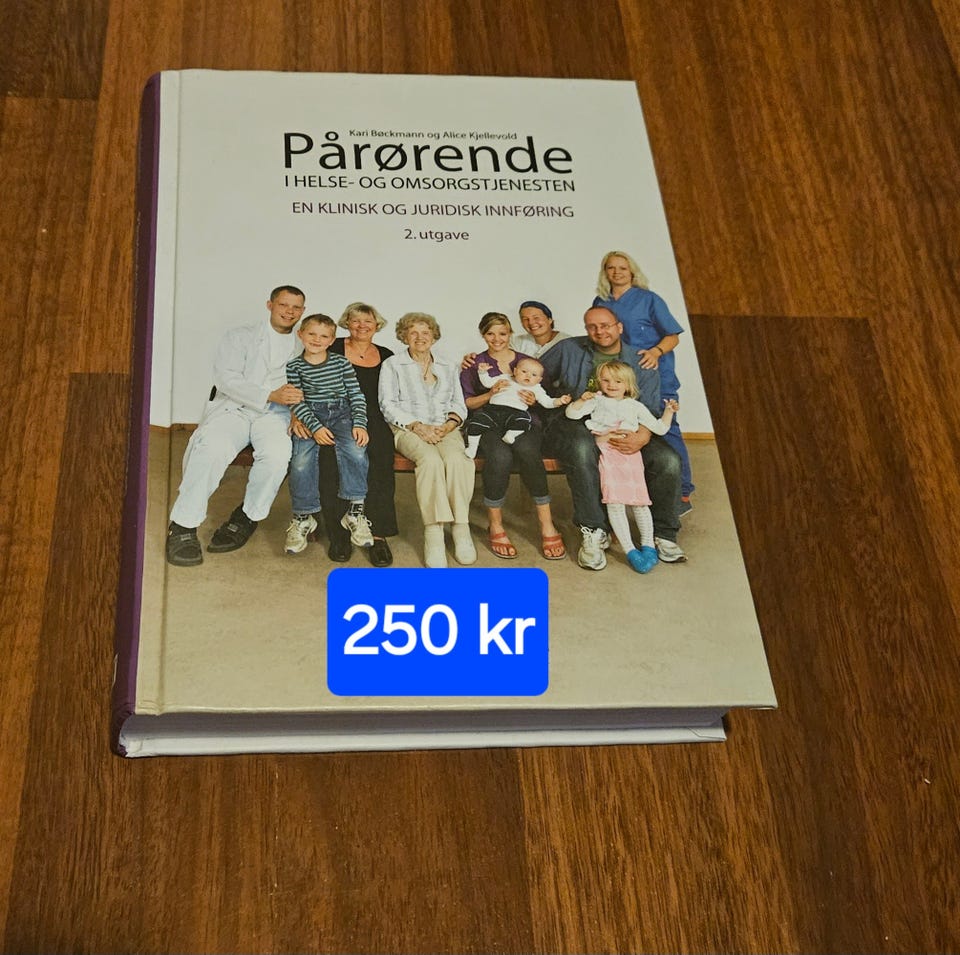 Kari Bøckmann og Alice Kjellevold
Pårørende
I HELSE- OG OMSORGSTJENESTEN
EN KLINISK OG JURIDISK INNFØRING
2. utgave
250 kr